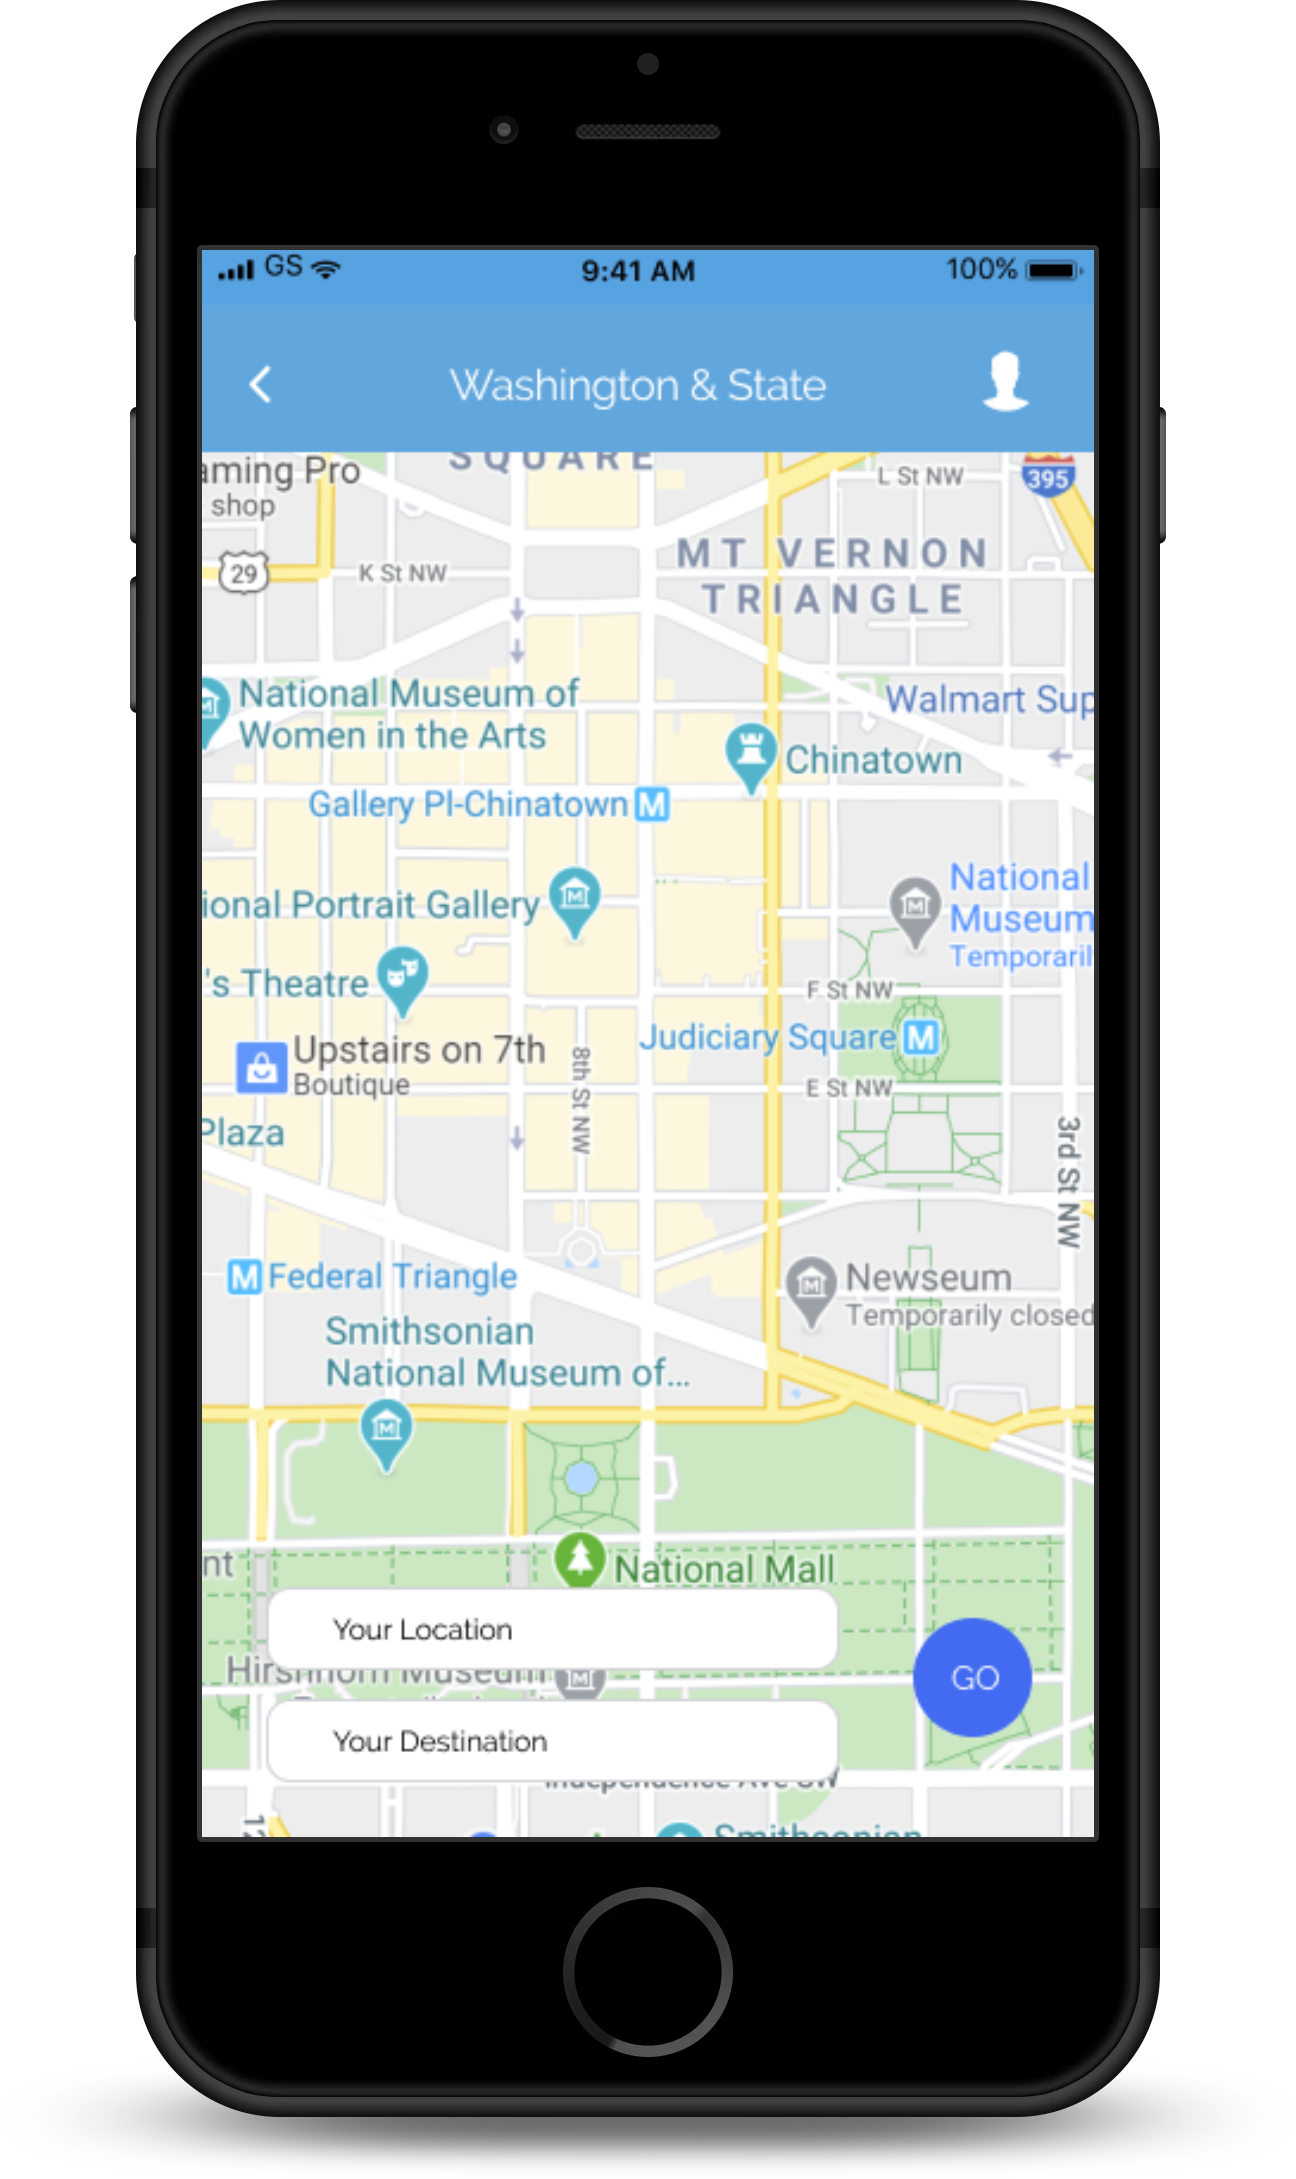 GS
9:41 AM
100%
Washington & State
aming Pro
shop
SQUARE
L St NW
395
29
K St NW
MT VERNON
TRIANGLE
National Museum of
Women in the Arts
Walmart Sup
Chinatown
Gallery Pl-Chinatown M
ional Portrait Gallery
National
Museum
Temporaril
's Theatre
F St NW
Judiciary Square M
Upstairs on 7th
Boutique
8th St NW
E St NW
Plaza
3rd St NW
M Federal Triangle
Newseum
Temporarily closed
Smithsonian
National Museum of...
National Mall
nt
Your Location
Hirshhorn Museum
GO
Your Destination
Independence Ave SW
12
Smithsonian